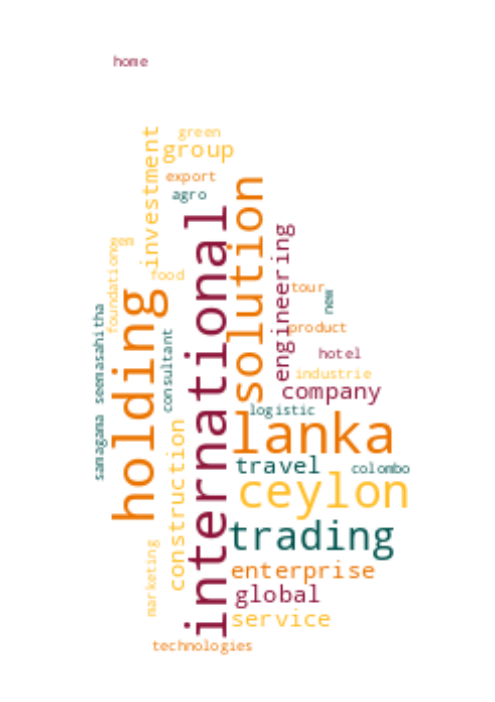 home
green
group
investment
export
agro
solution
international
engineering
gem
foundation
food
tour
new
holding
seemasahitha
product
consultant
hotel
industrie
company
logistic
lanka
samagama
construction
travel
colombo
ceylon
trading
marketing
enterprise
global
service
technologies